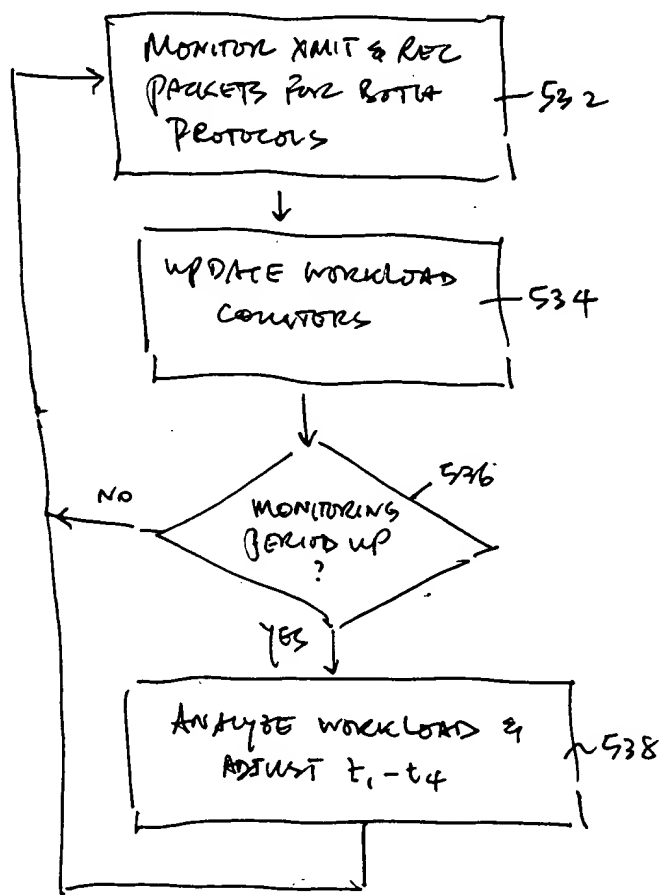 MONITOR XMIT & REC
PACKETS FOR BOTH
PROTOCOLS
532
UPDATE WORKLOAD
COUNTERS
534
536
NO
MONITORING
PERIOD UP
?
YES
ANALYZE WORKLOAD &
ADJUST t₁-t₄
538